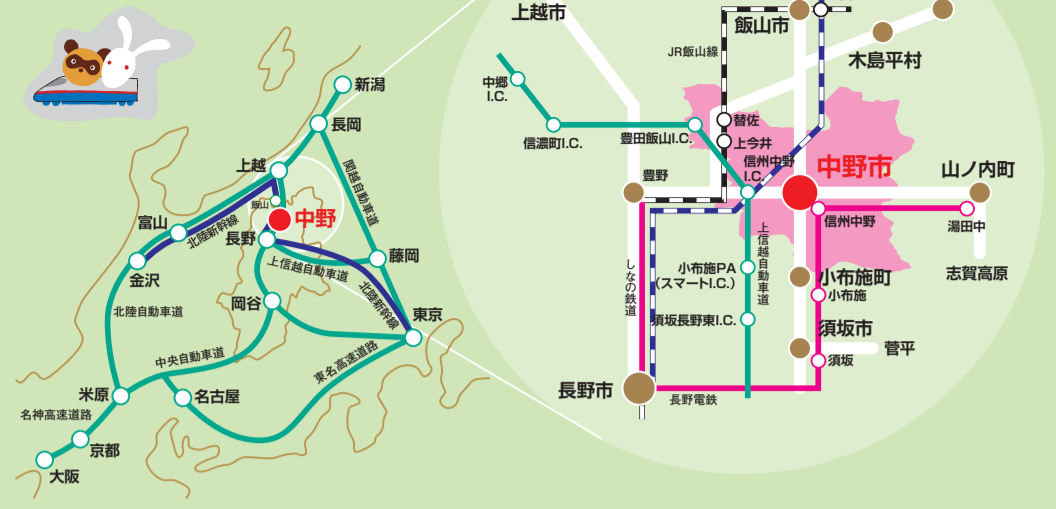 新潟
長岡
関越自動車道
上越
飯山
中野
富山
北陸新幹線
長野
金沢
上信越自動車道
藤岡
北陸新幹線
岡谷
東京
北陸自動車道
中央自動車道
東名高速道路
米原
名古屋
名神高速道路
京都
大阪
上越市
飯山市
JR飯山線
木島平村
中郷
I.C.
信濃町I.C.
豊田飯山I.C.
替佐
上今井
信州中野
I.C.
中野市
山ノ内町
豊野
信州中野
湯田中
上信越自動車道
しなの鉄道
小布施PA
(スマートI.C.)
小布施町
志賀高原
小布施
須坂長野東I.C.
須坂市
菅平
須坂
長野市
長野電鉄